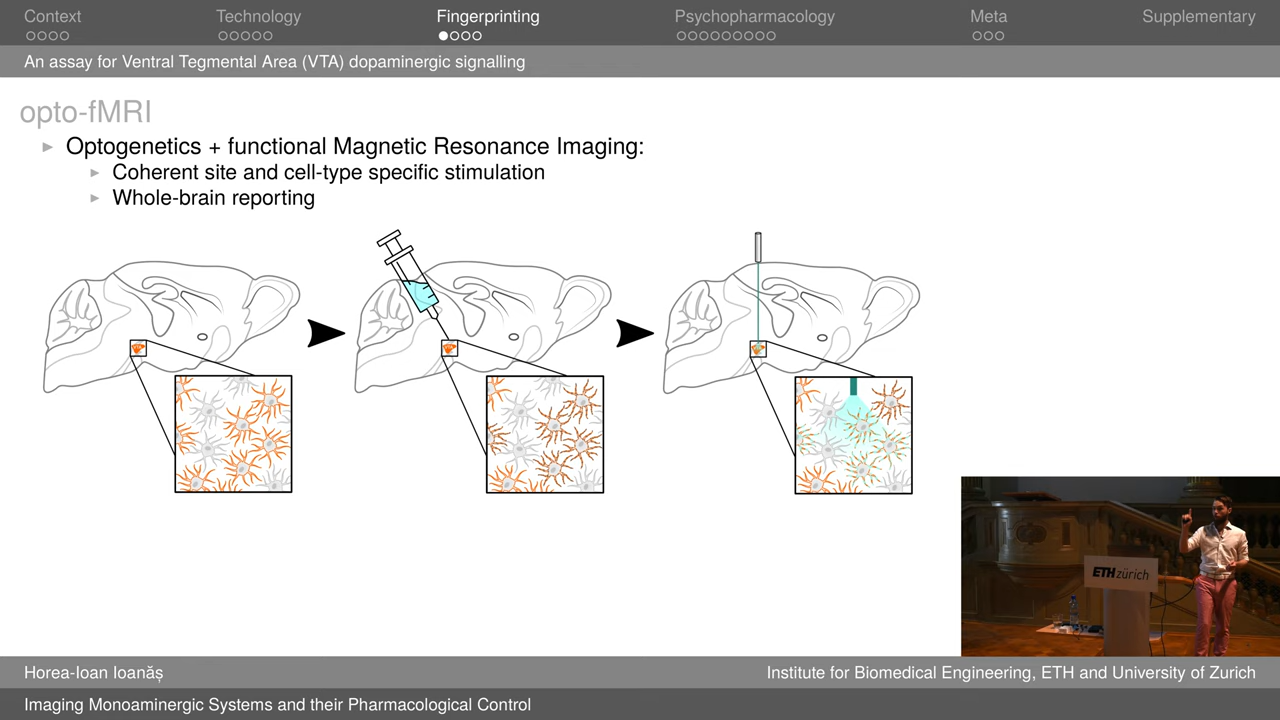 Context Technology Fingerprinting Psychopharmacology Meta Supplementary
An assay for Ventral Tegmental Area (VTA) dopaminergic signalling
opto-fMRI
Optogenetics + functional Magnetic Resonance Imaging:
Coherent site and cell-type specific stimulation
Whole-brain reporting
ETH zürich
Horea-Ioan Ioanăș Institute for Biomedical Engineering, ETH and University of Zurich
Imaging Monoaminergic Systems and their Pharmacological Control